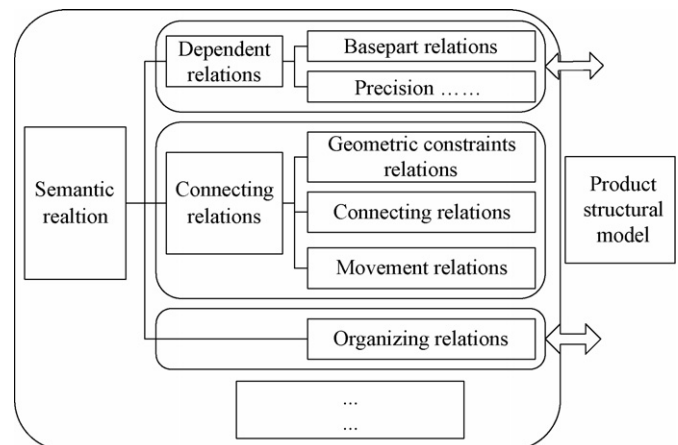 Dependent
relations
Basepart relations
Precision ... ...
Semantic
realtion
Connecting
relations
Geometric constraints
relations
Connecting relations
Movement relations
Product
structural
model
Organizing relations
...
...